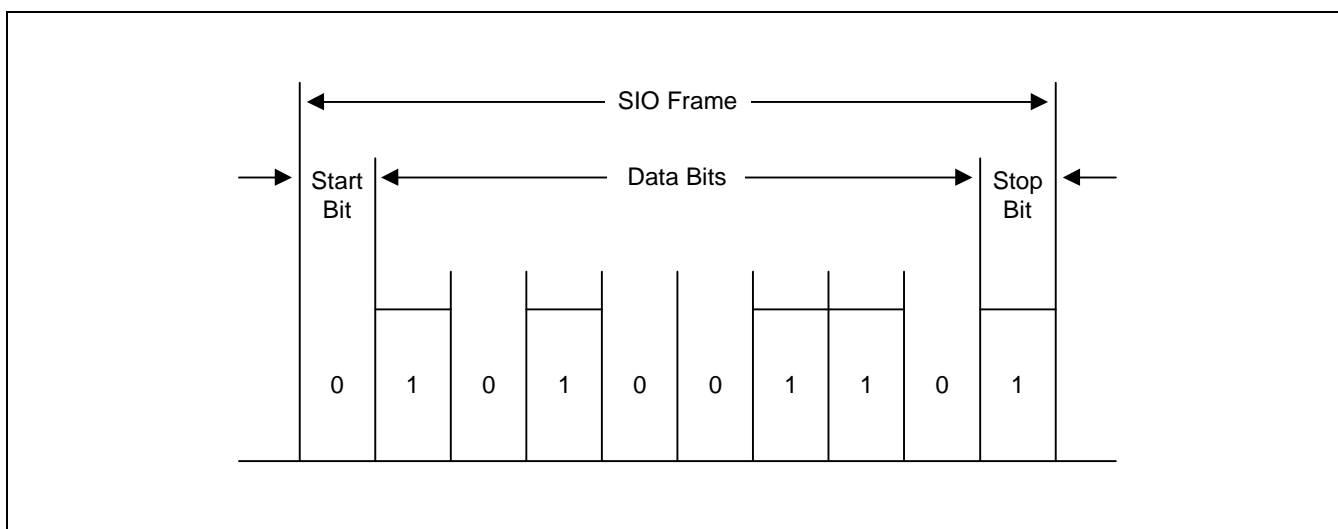 SIO Frame
Start
Bit
Data Bits
Stop
Bit
0 1 0 1 0 0 1 1 0 1